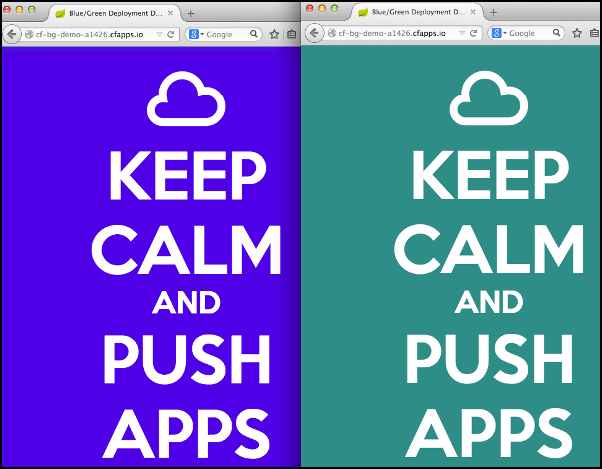 Blue/Green Deployment D...
cf-bg-demo-a1426.cfapps.io
Google
KEEP
CALM
AND
PUSH
APPS
Blue/Green Deployment D...
cf-bg-demo-a1426.cfapps.io
Google
KEEP
CALM
AND
PUSH
APPS